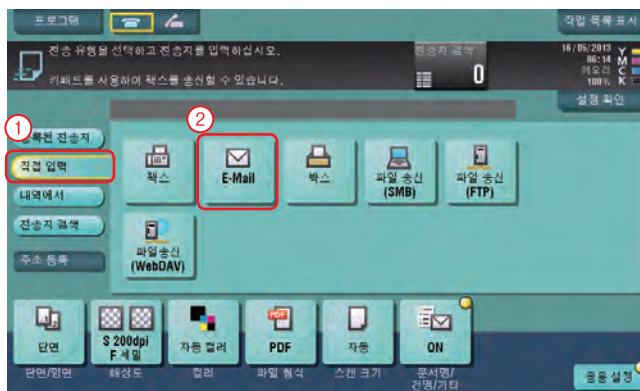 프로그램
작업 목록 표시
전송 유형을 선택하고 전송지를 입력하십시오.
키패드를 사용하여 팩스를 송신할 수 있습니다.
전송지 검색
0
16/05/2013
06:14
메모리
100%
Y
M
C
K
설정 확인
1
2
등록된 전송지
직접 입력
내역에서
전송지 검색
주소 등록
팩스
E-Mail
박스
파일 송신
(SMB)
파일 송신
(FTP)
파일 송신
(WebDAV)
단면
S 200dpi
F 세밀
자동 컬러
PDF
PDF
자동
ON
단면/양면
해상도
컬러
파일 형식
스캔 크기
문서명/
건명/기타
응용 설정